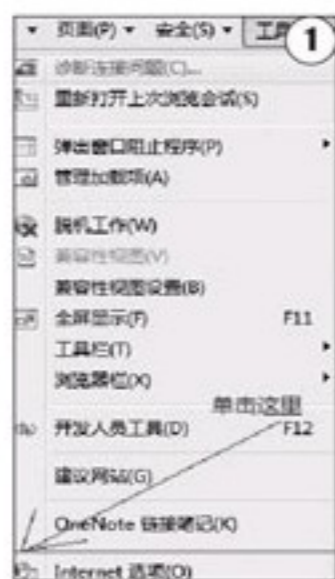 页面(P) 安全(S) 工具
1
诊断连接问题(C)...
重新打开上次浏览会话(S)
弹出窗口阻止程序(P)
管理加载项(A)
脱机工作(W)
兼容性视图(V)
兼容性视图设置(B)
全屏显示(F) F11
工具栏(T)
浏览器栏(X)
单击这里
开发人员工具(D) F12
建议网站(G)
OneNote 链接笔记(K)
Internet 选项(O)